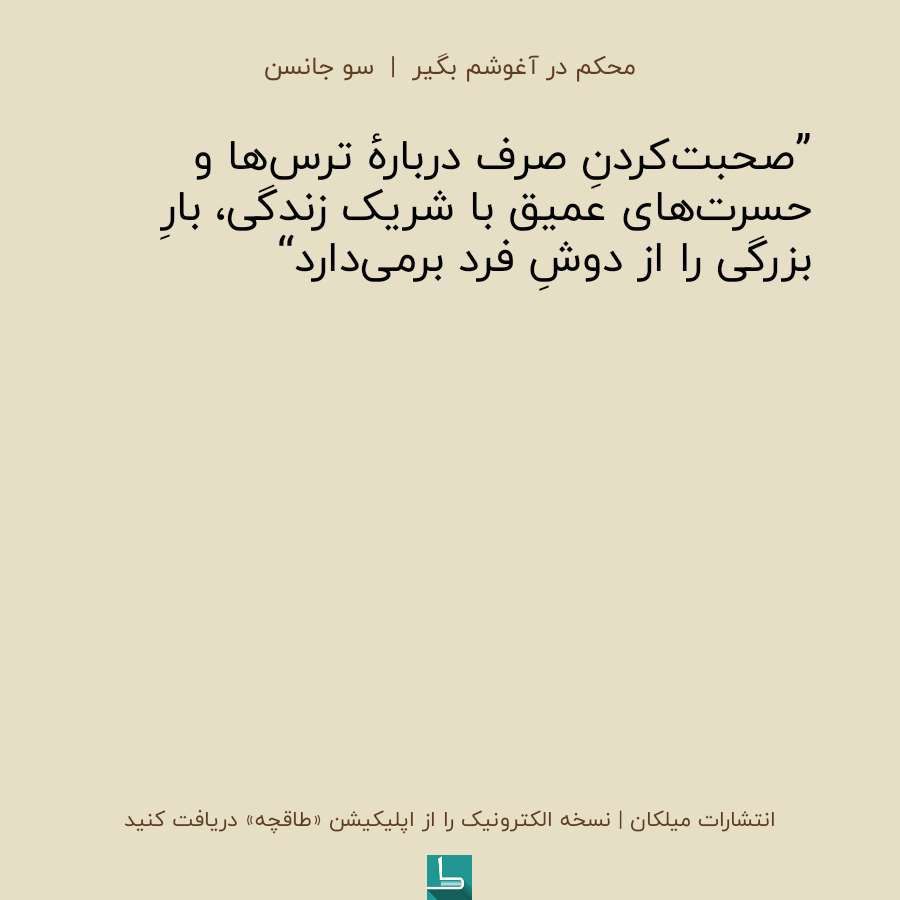 محکم در آغوشم بگیر | سو جانسن
”صحبت‌کردنِ صرف دربارهٔ ترس‌ها و
حسرت‌های عمیق با شریک زندگی، بارِ
بزرگی را از دوشِ فرد برمی‌دارد“
انتشارات میلکان | نسخه الکترونیک را از اپلیکیشن «طاقچه» دریافت کنید